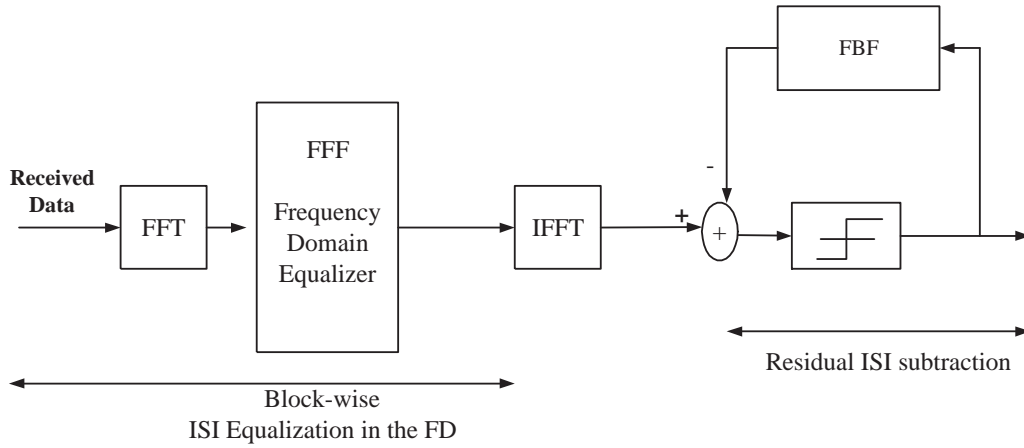 FBF
FFF
Received
Data
FFT
Frequency
Domain
Equalizer
IFFT
-
+
+
Residual ISI subtraction
Block-wise
ISI Equalization in the FD